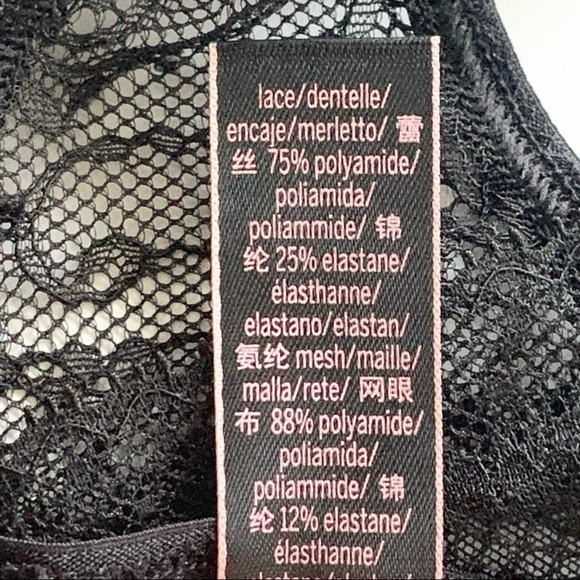 lace/dentelle/
encaje/merletto/ 蕾
丝 75% polyamide/
poliamida/
poliammide/ 锦
纶 25% elastane/
élasthanne/
elastano/elastan/
氨纶 mesh/maille/
malla/rete/ 网眼
布 88% polyamide/
poliamida/
poliammide/ 锦
纶 12% elastane/
élasthanne/